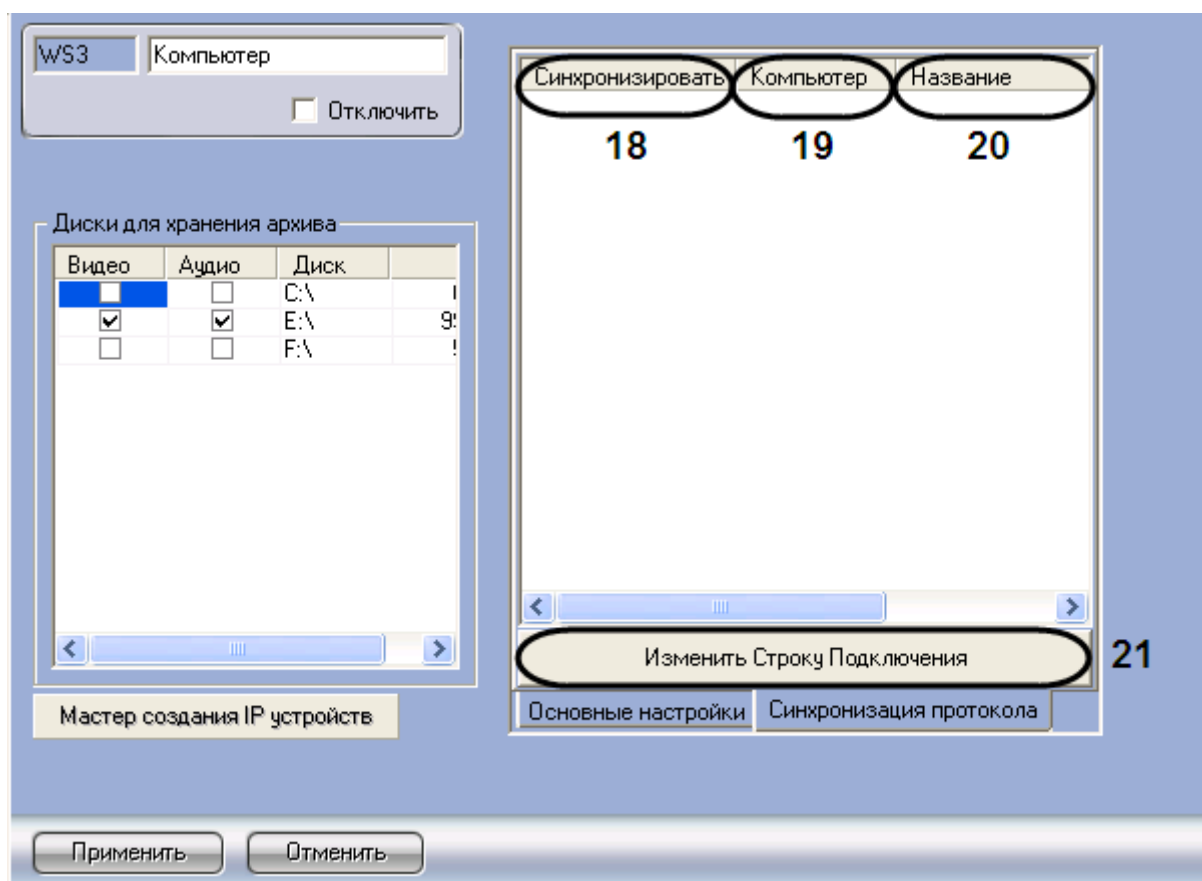 WS3 Компьютер
Отключить
Диски для хранения архива
Видео Аудио Диск
C:\
E:\
F:\
Мастер создания IP устройств
Синхронизировать Компьютер Название
18 19 20
Изменить Строку Подключения 21
Основные настройки Синхронизация протокола
Применить Отменить